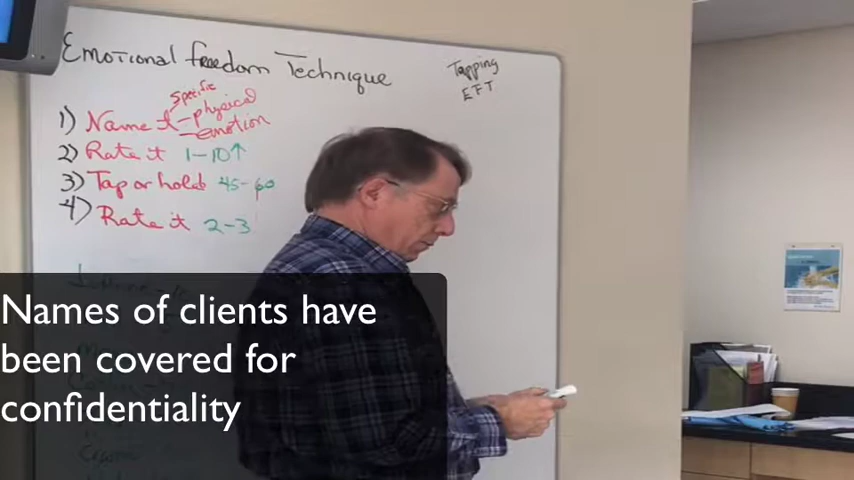 Emotional freedom Technique
Tapping
EFT
specific
1) Name it - physical
- emotion
2) Rate it 1-10↑
3) Tap or hold 45-60
4) Rate it 2-3
Names of clients have
been covered for
confidentiality